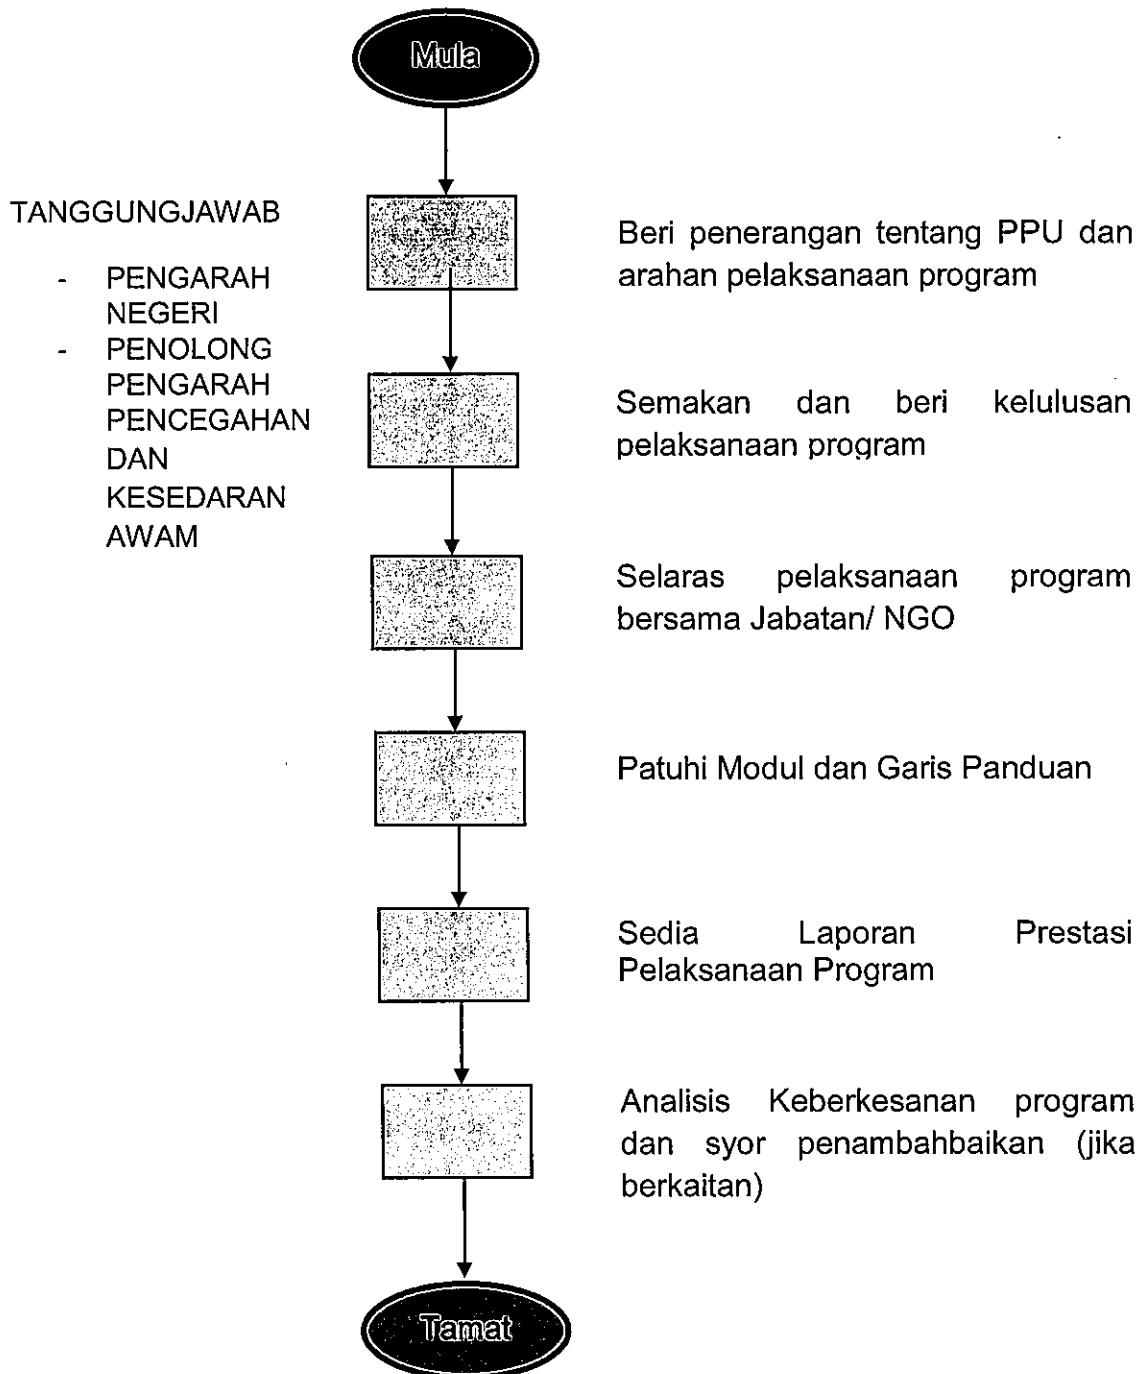 Mula
TANGGUNGJAWAB
- PENGARAH
NEGERI
- PENOLONG
PENGARAH
PENCEGAHAN
DAN
KESEDARAN
AWAM
Beri penerangan tentang PPU dan
arahan pelaksanaan program
Semakan dan beri kelulusan
pelaksanaan program
Selaras pelaksanaan program
bersama Jabatan/ NGO
Patuhi Modul dan Garis Panduan
Sedia Laporan Prestasi
Pelaksanaan Program
Analisis Keberkesanan program
dan syor penambahbaikan (jika
berkaitan)
Tamat